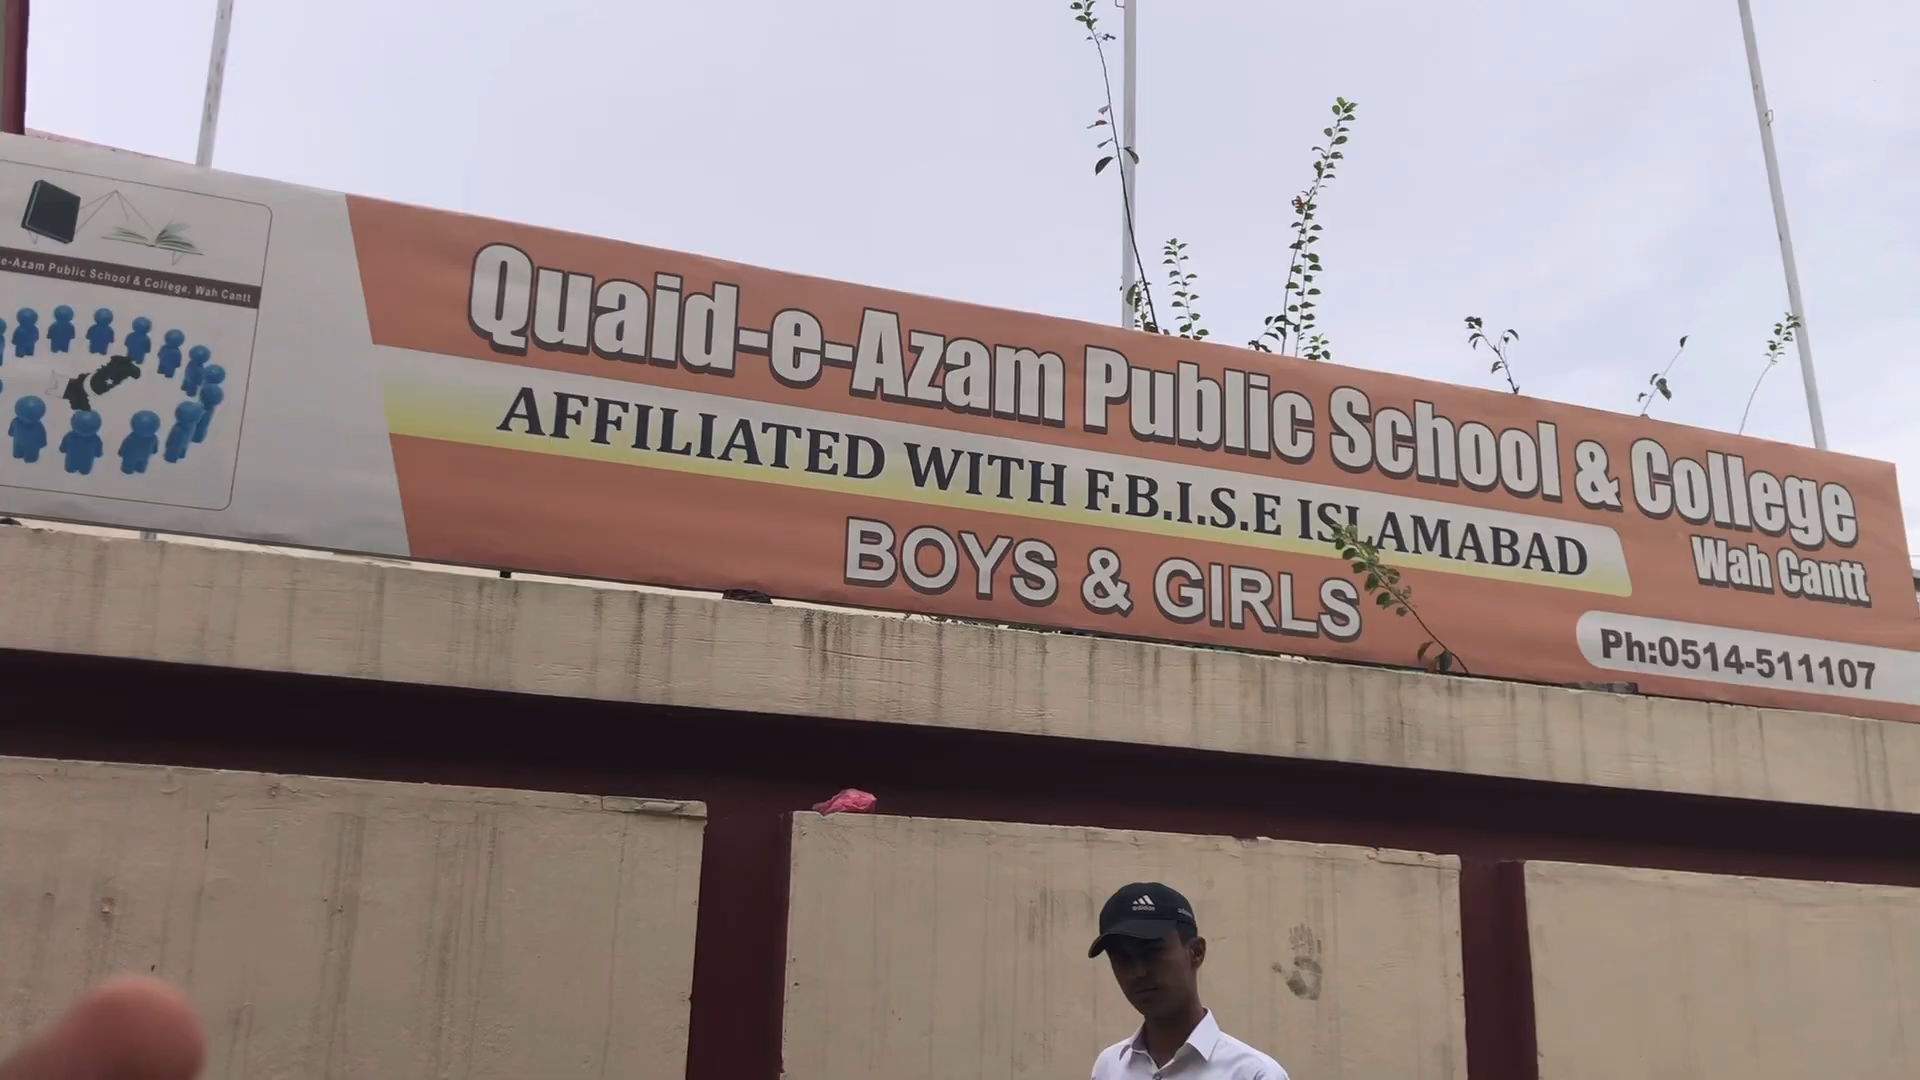 e-Azam Public School & College, Wah Cantt
Quaid-e-Azam Public School & College
Wah Cantt
AFFILIATED WITH F.B.I.S.E ISLAMABAD
BOYS & GIRLS
Ph:0514-511107
adidas